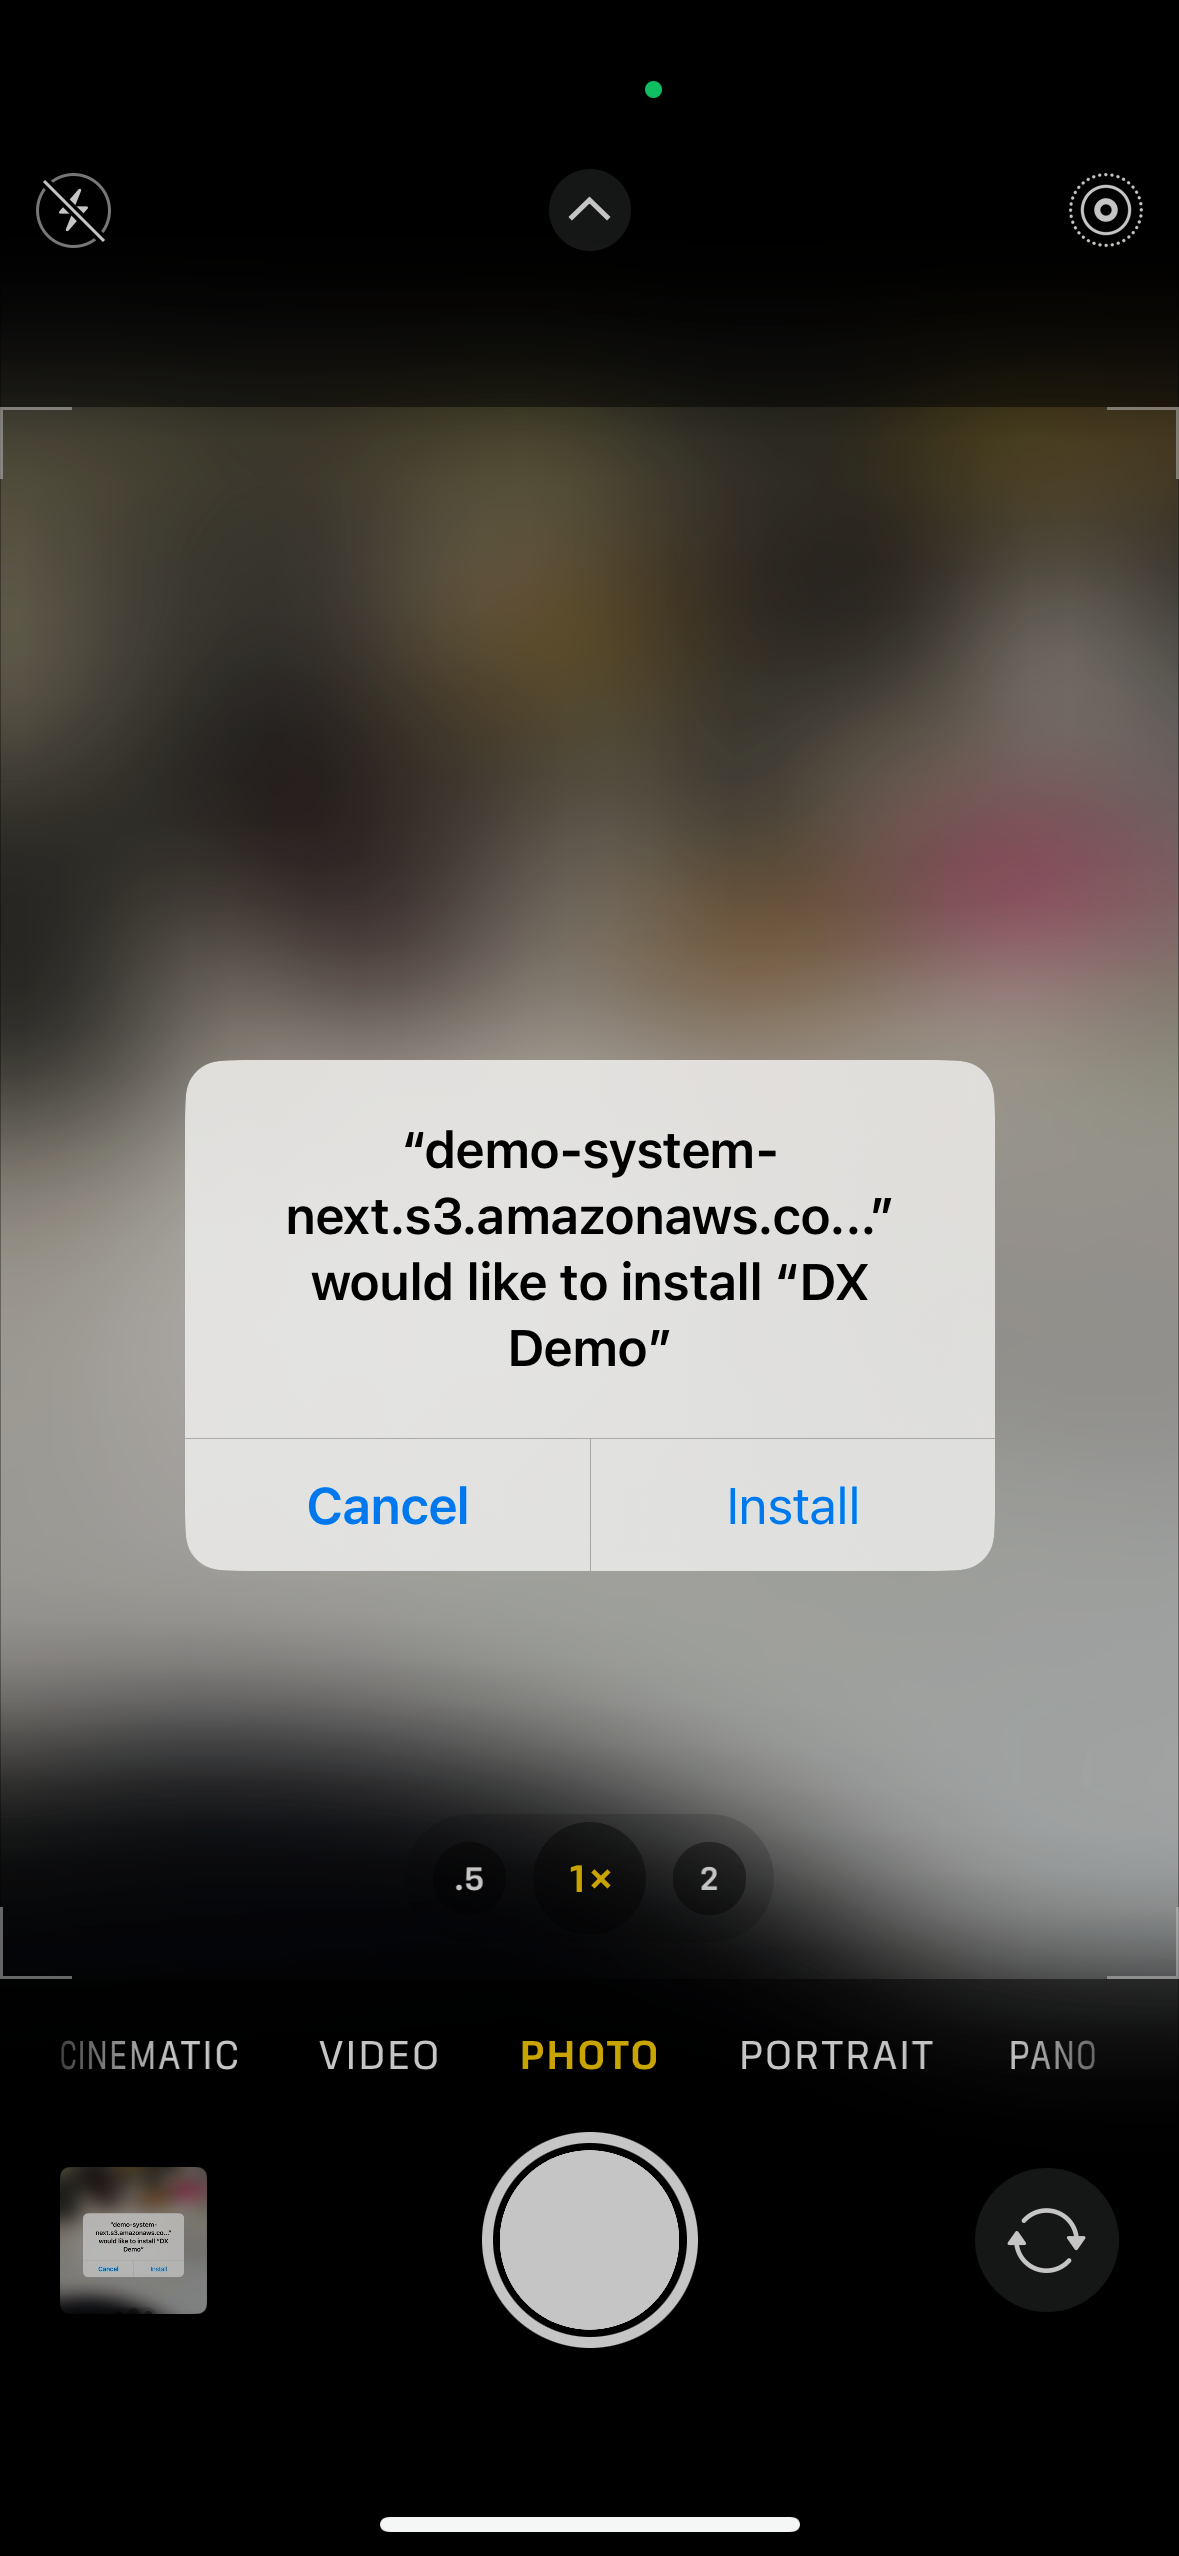 “demo-system-
next.s3.amazonaws.co...”
would like to install “DX
Demo”
Cancel
Install
.5
1×
2
CINEMATIC
VIDEO
PHOTO
PORTRAIT
PANO
“demo-system-
next.s3.amazonaws.co...”
would like to install “DX
Demo”
Cancel
Install